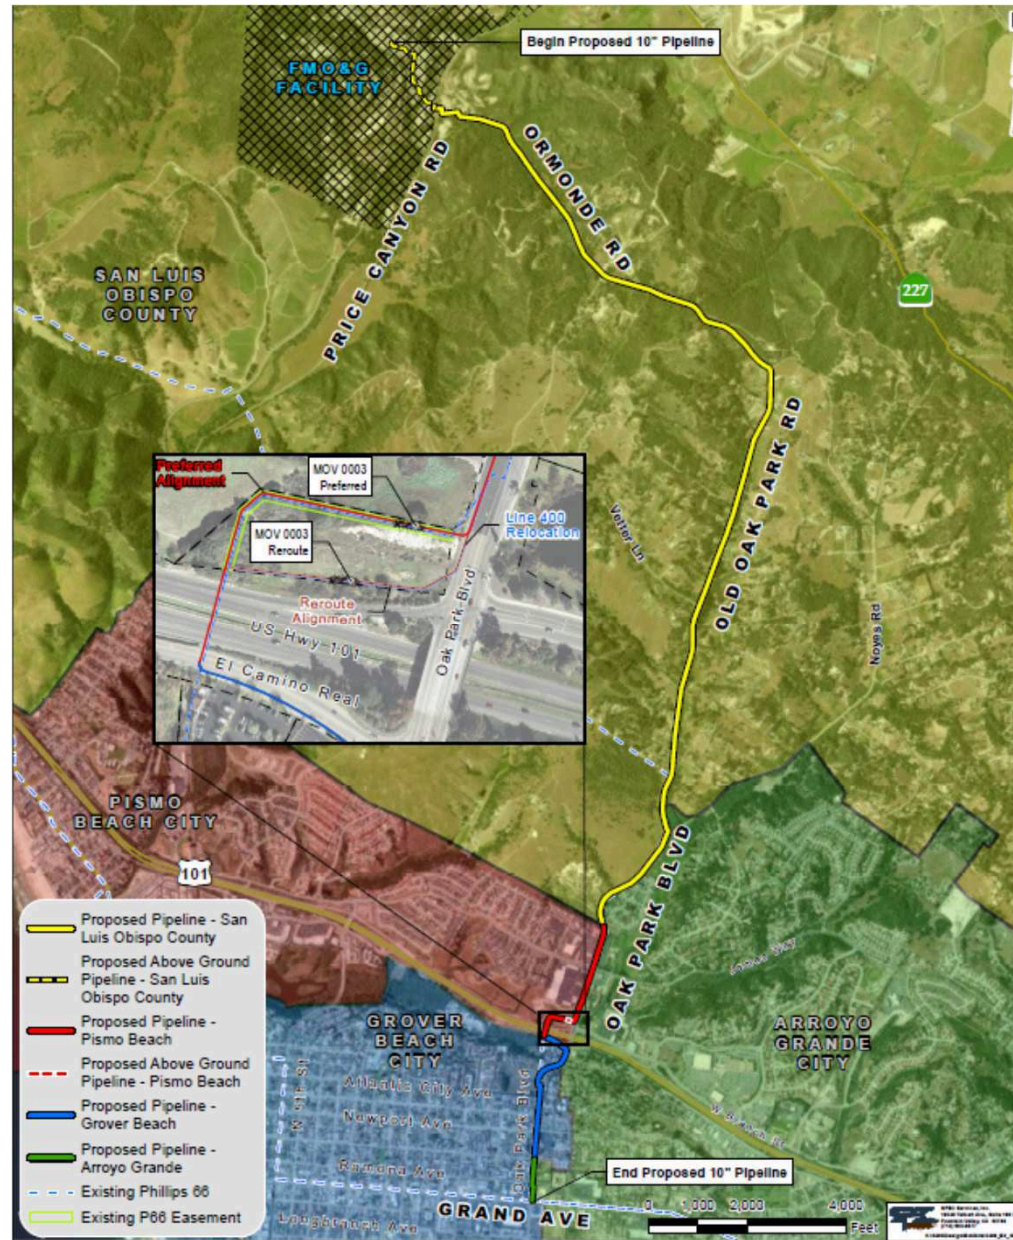 Begin Proposed 10" Pipeline
FMO&G
FACILITY
ORMONDE RD
PRICE CANYON RD
SAN LUIS
OBISPO
COUNTY
227
OLD OAK PARK RD
Preferred
Alignment
MOV 0003
Preferred
MOV 0003
Reroute
Line 400
Relocation
Reroute
Alignment
US Hwy 101
Oak Park Blvd
El Camino Real
Vetter Ln
Noyes Rd
PISMO
BEACH CITY
101
OAK PARK BLVD
James Way
GROVER
BEACH
CITY
ARROYO
GRANDE
CITY
Atlantic City Ave
Newport Ave
Oak Park Blvd
Ramona Ave
W Branch St
Longbranch Ave
GRAND AVE
End Proposed 10" Pipeline
Proposed Pipeline - San
Luis Obispo County
Proposed Above Ground
Pipeline - San Luis
Obispo County
Proposed Pipeline -
Pismo Beach
Proposed Above Ground
Pipeline - Pismo Beach
Proposed Pipeline -
Grover Beach
Proposed Pipeline -
Arroyo Grande
Existing Phillips 66
Existing P66 Easement
0 1,000 2,000 4,000
Feet